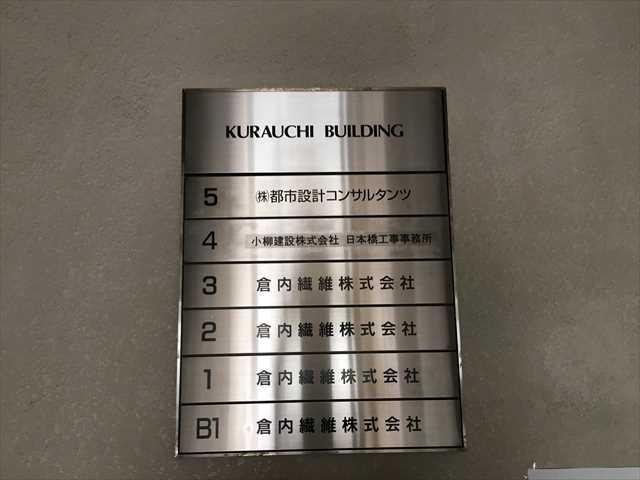 KURAUCHI BUILDING
5 ㈱都市設計コンサルタンツ
4 小柳建設株式会社 日本橋工事事務所
3 倉内繊維株式会社
2 倉内繊維株式会社
1 倉内繊維株式会社
B1 倉内繊維株式会社